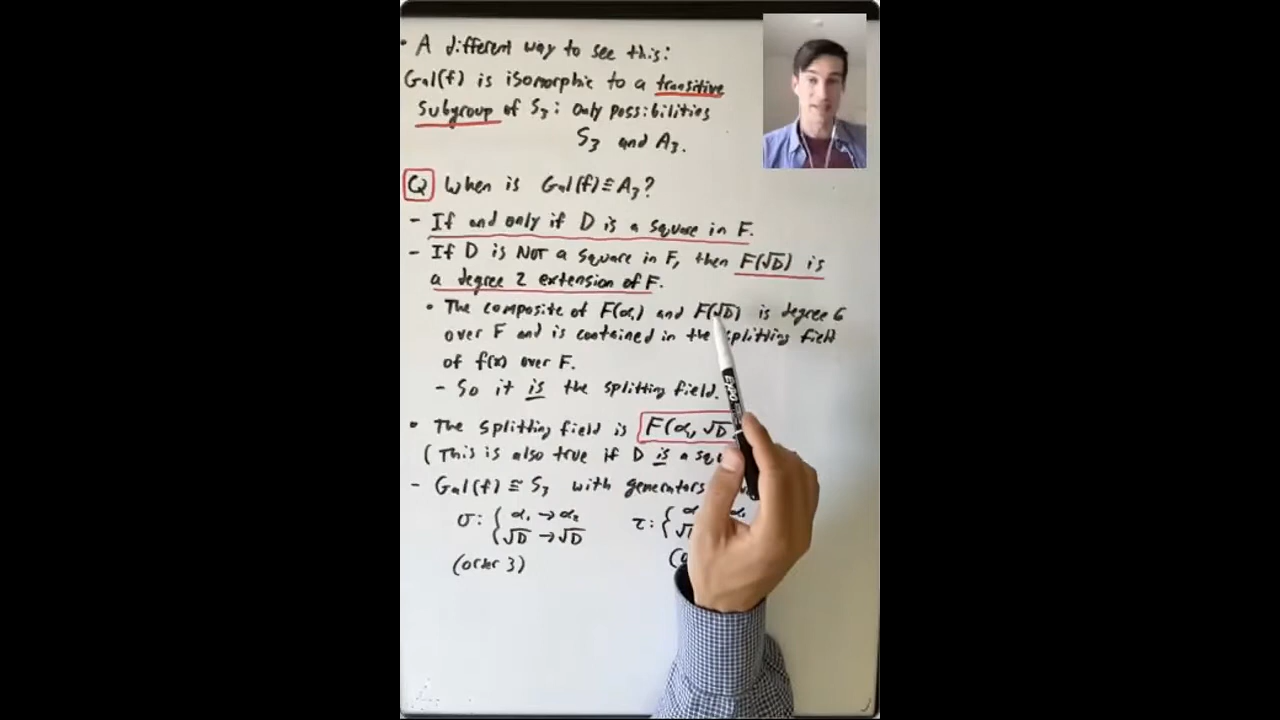 • A different way to see this:
Gal(f) is isomorphic to a transitive
subgroup of S₃: Only possibilities
S₃ and A₃.
Q When is Gal(f) ≅ A₃?
- If and only if D is a square in F.
- If D is NOT a square in F, then F(√D) is
a degree 2 extension of F.
• The composite of F(α₁) and F(√D) is degree 6
over F and is contained in the splitting field
of f(x) over F.
- So it is the splitting field.
• The splitting field is F(α₁, √D
(This is also true if D is a
- Gal(f) ≅ S₃ with generators
σ: { α₁ → α₂ τ: {
√D → √D
(order 3)
EXPO